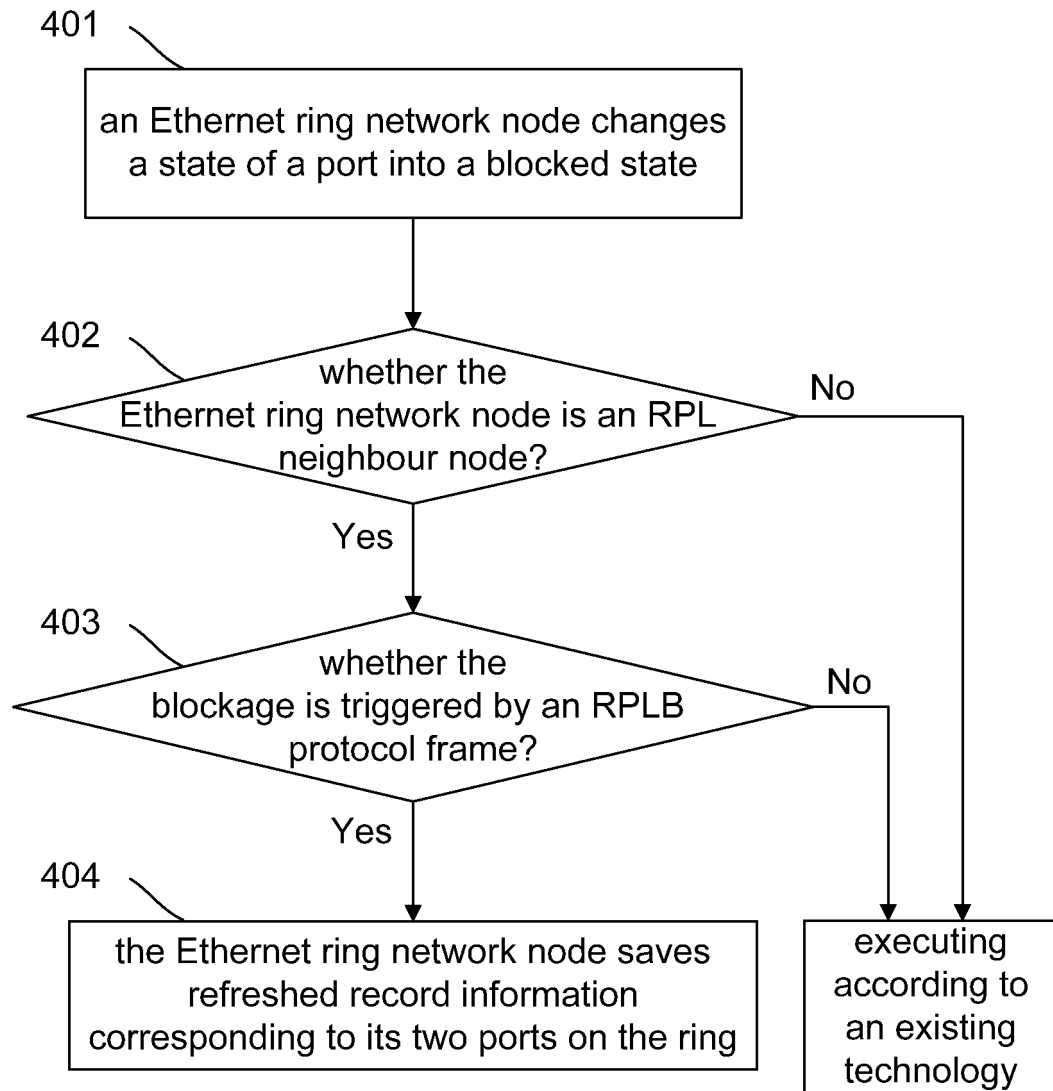 401
an Ethernet ring network node changes
a state of a port into a blocked state
402
whether the
Ethernet ring network node is an RPL
neighbour node?
No
Yes
403
whether the
blockage is triggered by an RPLB
protocol frame?
No
Yes
404
the Ethernet ring network node saves
refreshed record information
corresponding to its two ports on the ring
executing
according to
an existing
technology